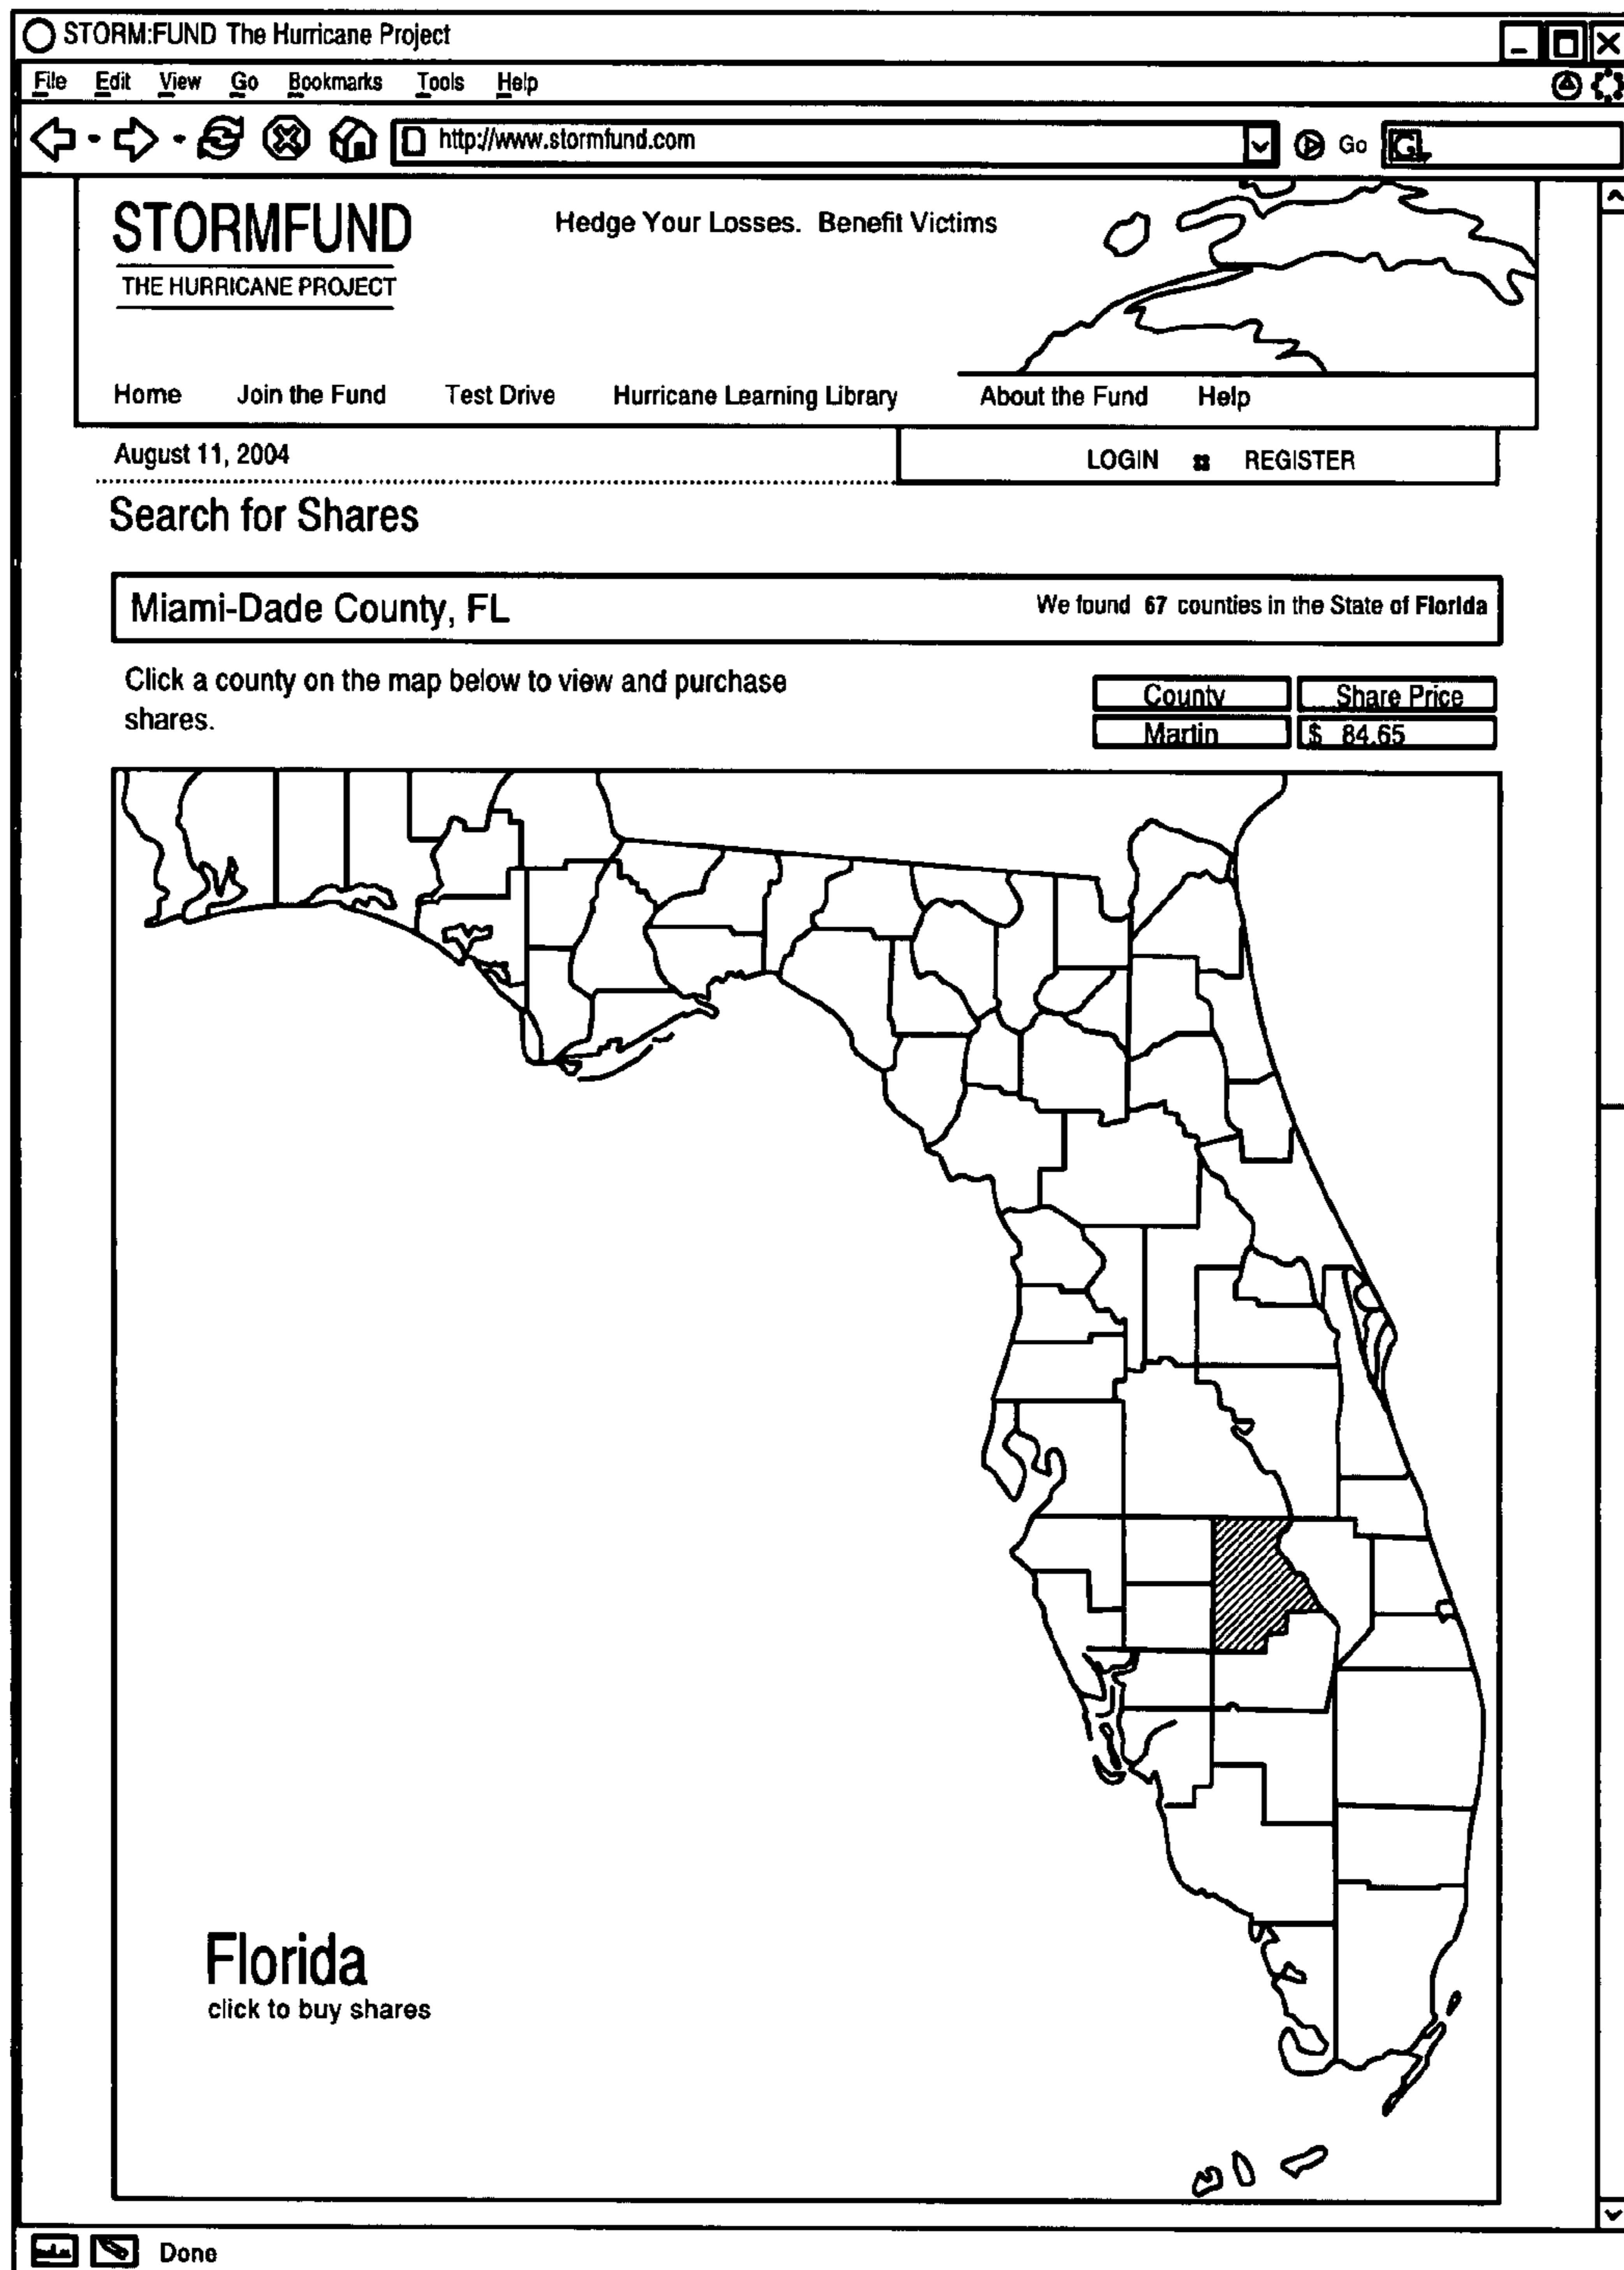 STORM:FUND The Hurricane Project
File Edit View Go Bookmarks Tools Help
http://www.stormfund.com
Go
G
STORMFUND
Hedge Your Losses. Benefit Victims
THE HURRICANE PROJECT
Home Join the Fund Test Drive Hurricane Learning Library About the Fund Help
August 11, 2004
LOGIN REGISTER
Search for Shares
Miami-Dade County, FL
We found 67 counties in the State of Florida
Click a county on the map below to view and purchase
shares.
County Share Price
Martin $ 84.65
Florida
click to buy shares
Done